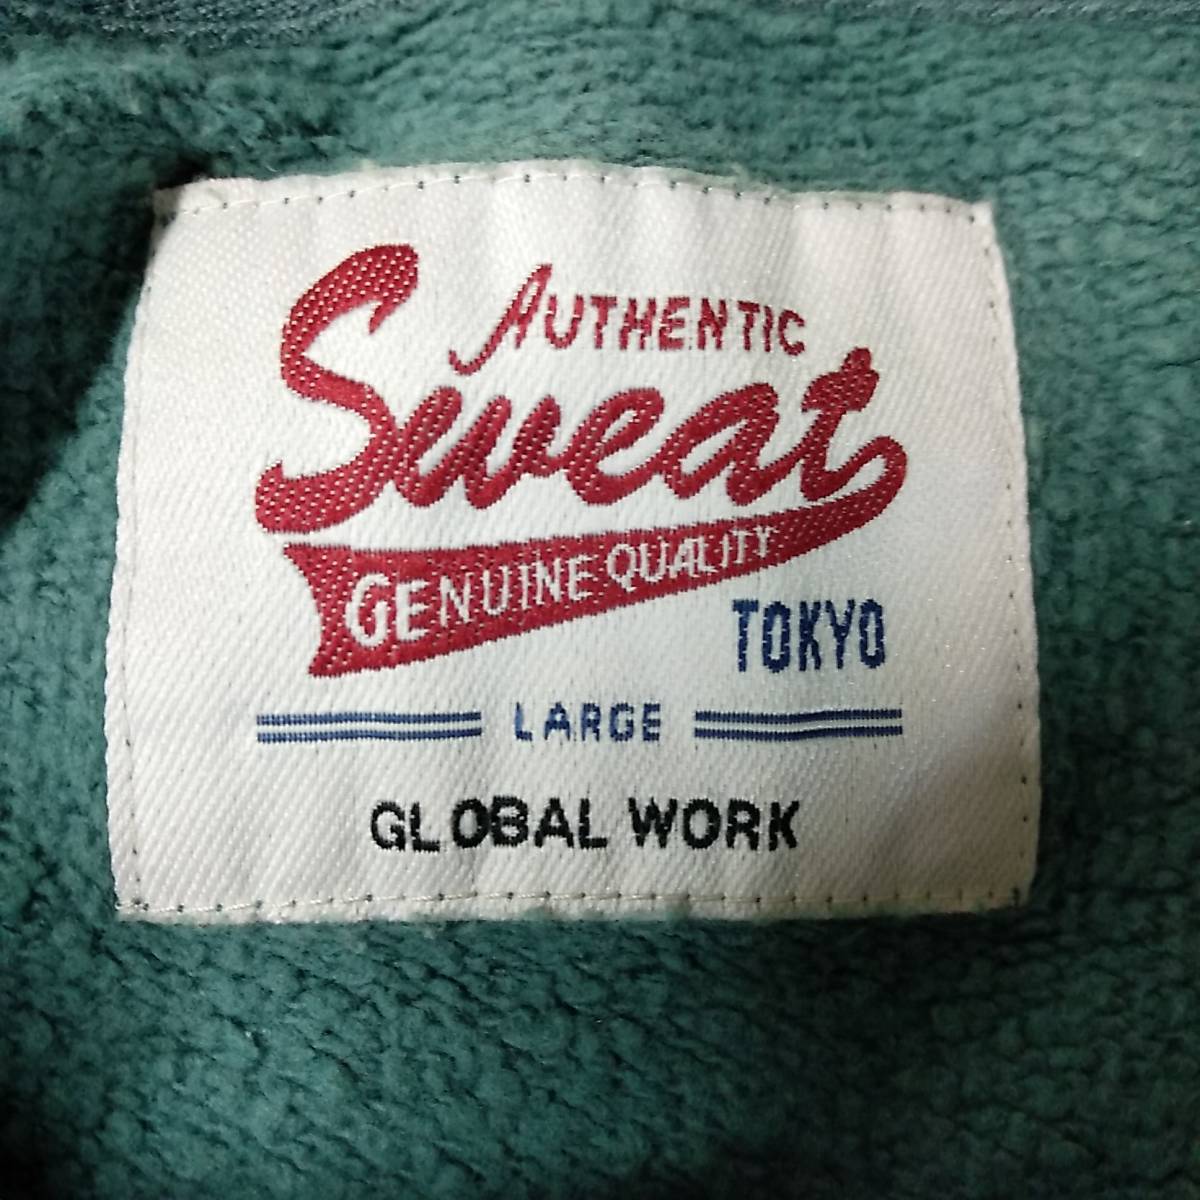 AUTHENTIC
Sweat
GENUINE QUALITY
TOKYO
LARGE
GLOBAL WORK